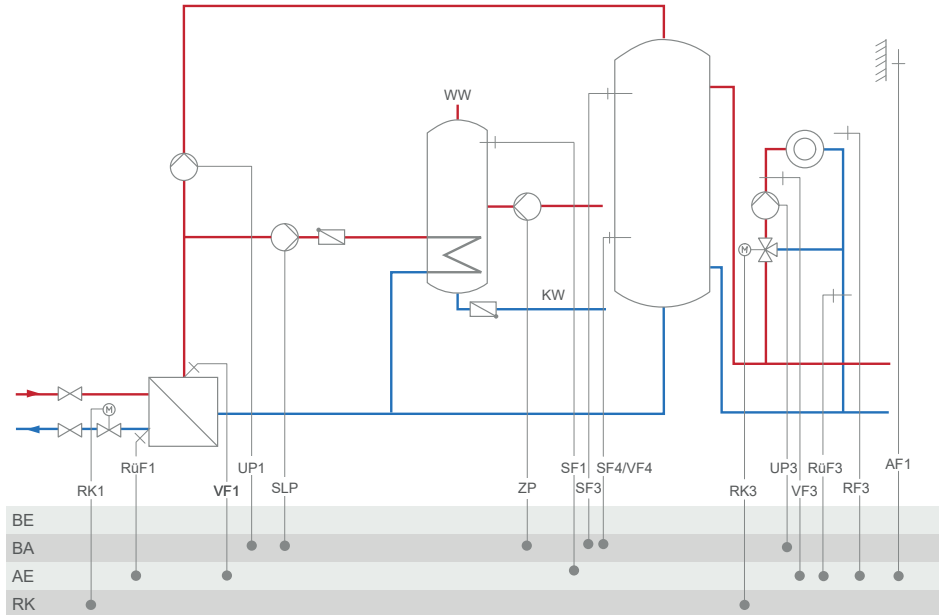 WW
M
KW
M
RüF1
UP1
SF1
SF4/VF4
UP3
RüF3
AF1
RK1
VF1
SLP
ZP
SF3
RK3
VF3
RF3
BE
BA
AE
RK